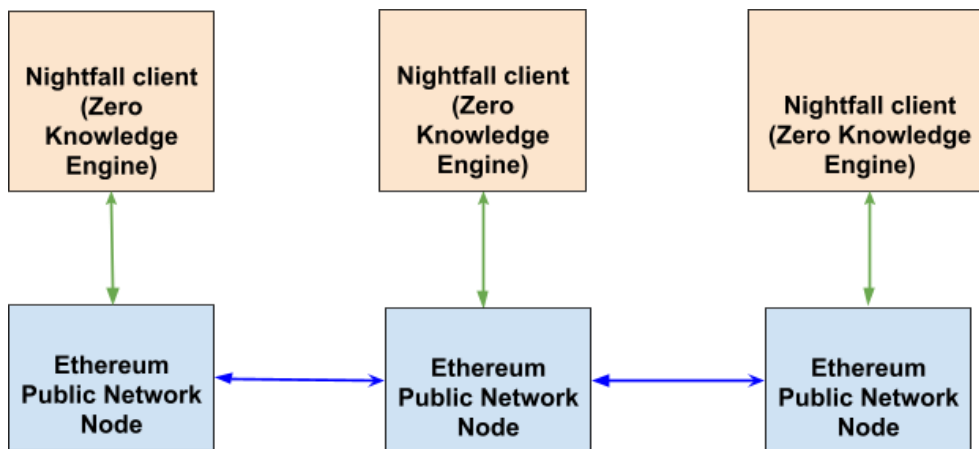 Nightfall client
(Zero
Knowledge
Engine)
Nightfall client
(Zero
Knowledge
Engine)
Nightfall client
(Zero Knowledge
Engine)
Ethereum
Public Network
Node
Ethereum
Public Network
Node
Ethereum
Public Network
Node